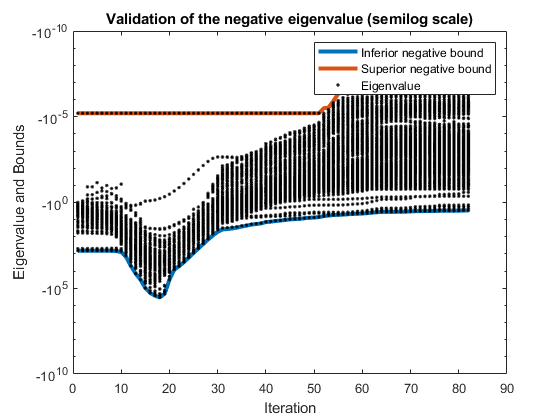 Validation of the negative eigenvalue (semilog scale)
-10^-10
Inferior negative bound
Superior negative bound
Eigenvalue
-10^-5
-10^0
-10^5
-10^10
Eigenvalue and Bounds
0 10 20 30 40 50 60 70 80 90
Iteration